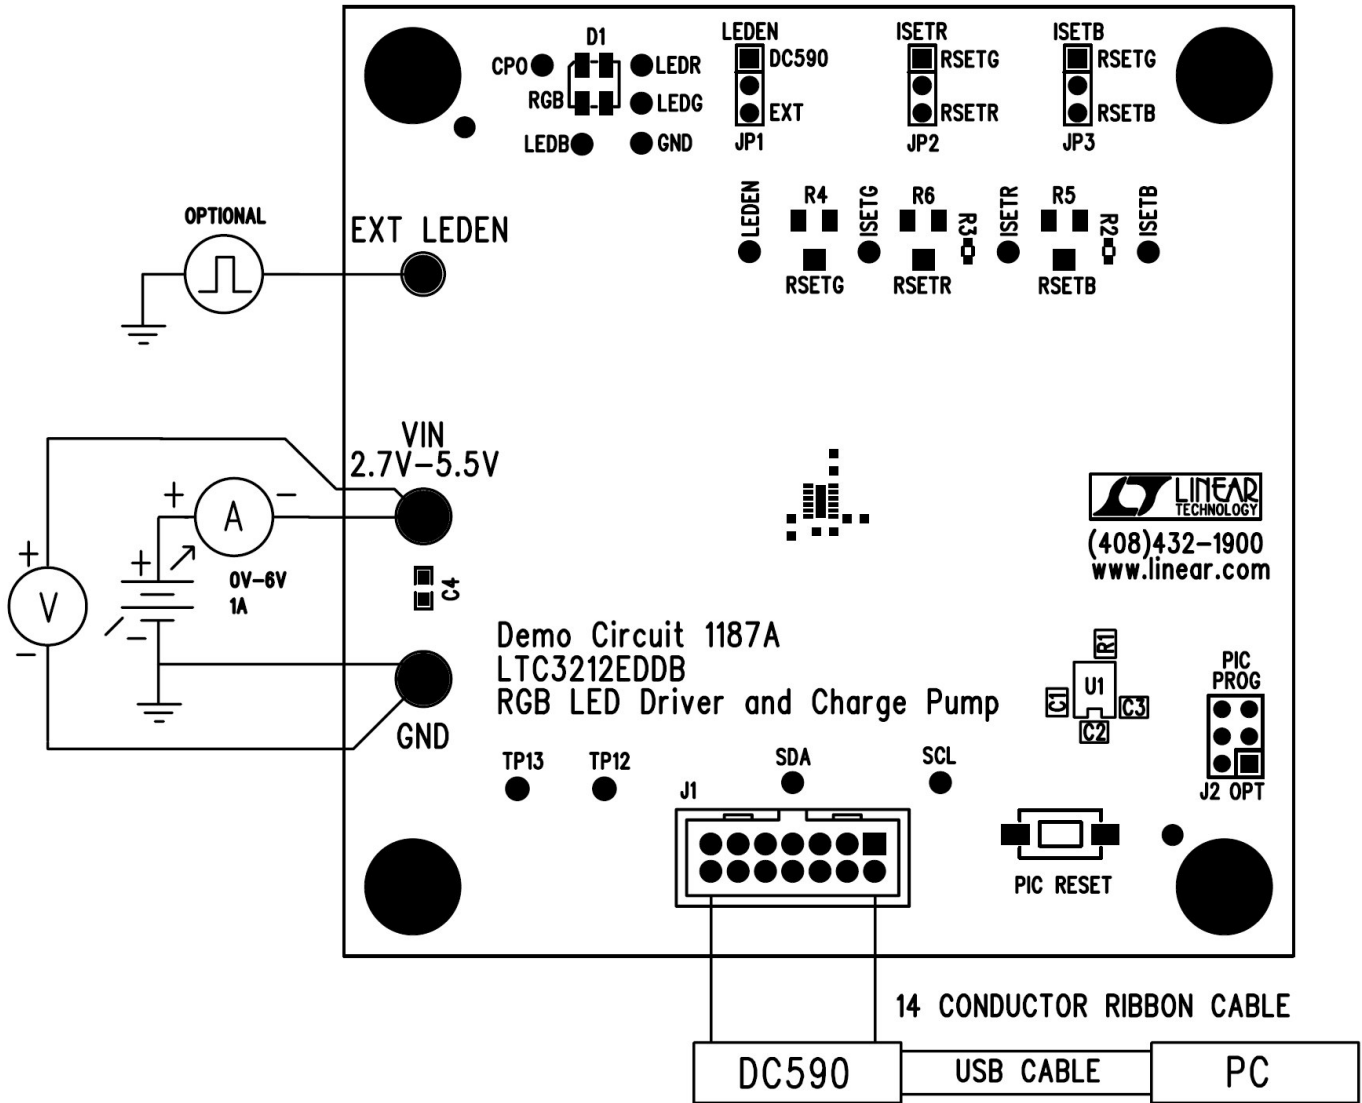 D1
CPO
LEDR
RGB
LEDG
LEDB
GND
LEDEN
DC590
EXT
JP1
ISETR
RSETG
RSETR
JP2
ISETB
RSETG
RSETB
JP3
OPTIONAL
EXT LEDEN
LEDEN
R4
RSETG
ISETG
R6
RSETR
R3
ISETR
R5
RSETB
R2
ISETB
VIN
2.7V-5.5V
+ A -
+
0V-6V
1A
-
+
V
-
C4
GND
LINEAR
TECHNOLOGY
(408)432-1900
www.linear.com
Demo Circuit 1187A
LTC3212EDDB
RGB LED Driver and Charge Pump
R1
U1
C1
C3
C2
PIC
PROG
J2 OPT
TP13
TP12
SDA
SCL
J1
PIC RESET
14 CONDUCTOR RIBBON CABLE
DC590
USB CABLE
PC